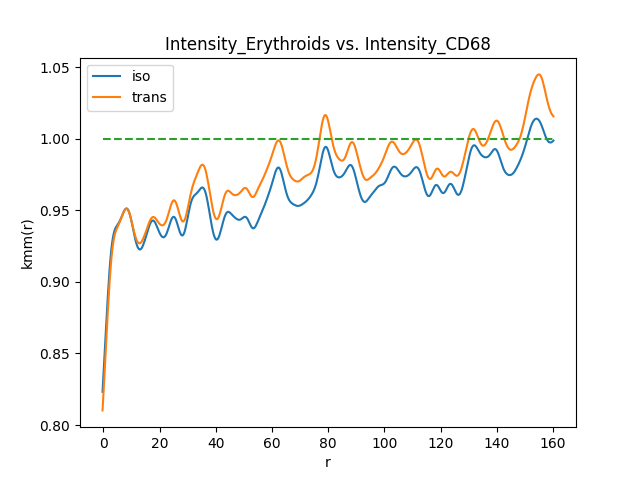 Intensity_Erythroids vs. Intensity_CD68
iso
trans
kmm(r)
1.05
1.00
0.95
0.90
0.85
0.80
0 20 40 60 80 100 120 140 160
r